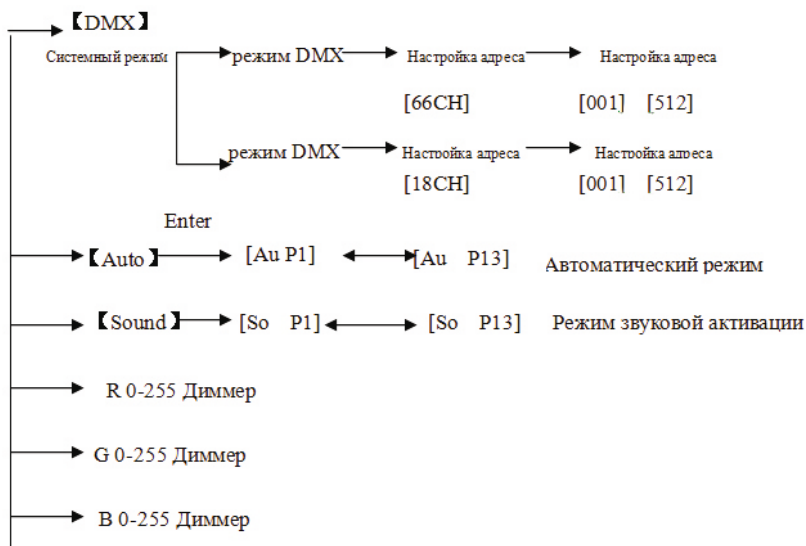 【DMX】
Системный режим
режим DMX Настройка адреса Настройка адреса
[66CH] [001] [512]
режим DMX Настройка адреса Настройка адреса
[18CH] [001] [512]
Enter
【Auto】 [Au P1] [Au P13] Автоматический режим
【Sound】 [So P1] [So P13] Режим звуковой активации
R 0-255 Диммер
G 0-255 Диммер
B 0-255 Диммер